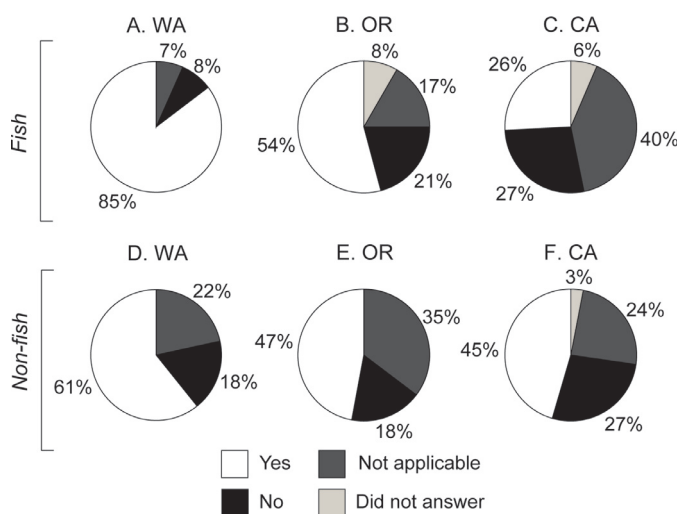 A. WA
B. OR
C. CA
Fish
7%
8%
85%
8%
17%
21%
54%
6%
40%
27%
26%
D. WA
E. OR
F. CA
Non-fish
22%
18%
61%
35%
18%
47%
3%
24%
27%
45%
Yes
Not applicable
No
Did not answer